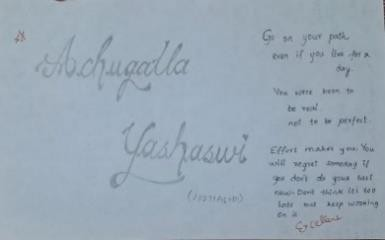 Achugatla
Yashaswi
Go on your path
even if you live for a
day.
You were born to
be real
not to be perfect.
Effort makes you. You
will regret someday if
you don't do your best
now. Don't think it's too
late but keep working
on it
Excellent